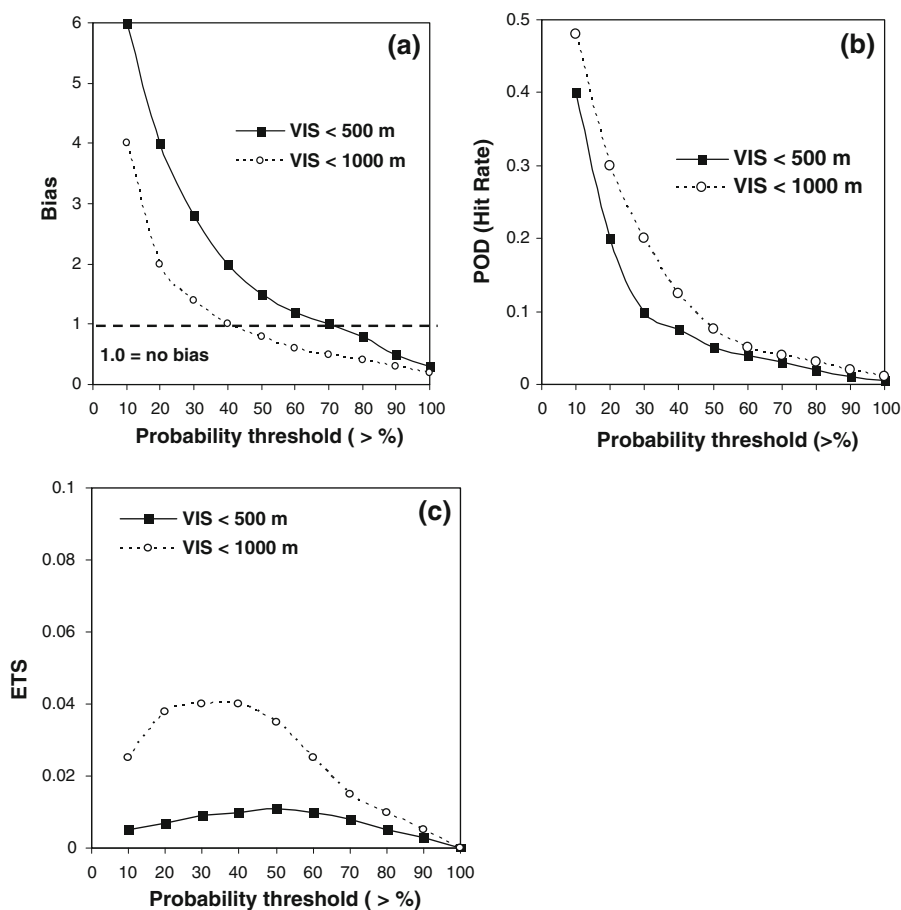 (a)
6
5
4
3
2
1
0
Bias
VIS < 500 m
VIS < 1000 m
1.0 = no bias
0 10 20 30 40 50 60 70 80 90 100
Probability threshold ( > %)
(b)
0.5
0.4
0.3
0.2
0.1
0
POD (Hit Rate)
VIS < 500 m
VIS < 1000 m
0 10 20 30 40 50 60 70 80 90 100
Probability threshold (>%)
(c)
0.1
0.08
0.06
0.04
0.02
0
ETS
VIS < 500 m
VIS < 1000 m
0 10 20 30 40 50 60 70 80 90 100
Probability threshold ( > %)